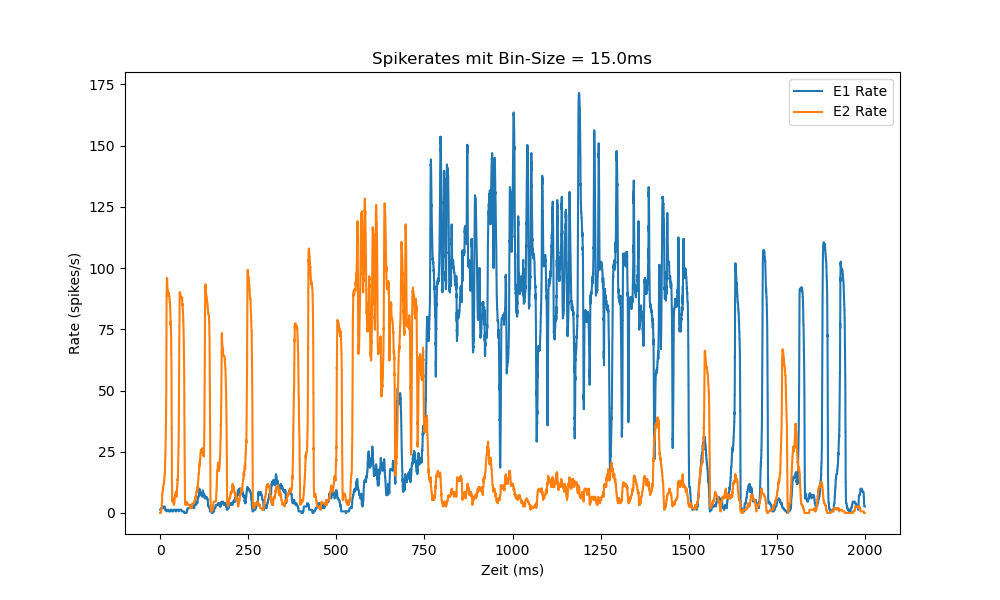 Spikerates mit Bin-Size = 15.0ms
E1 Rate
E2 Rate
Rate (spikes/s)
175
150
125
100
75
50
25
0
0 250 500 750 1000 1250 1500 1750 2000
Zeit (ms)